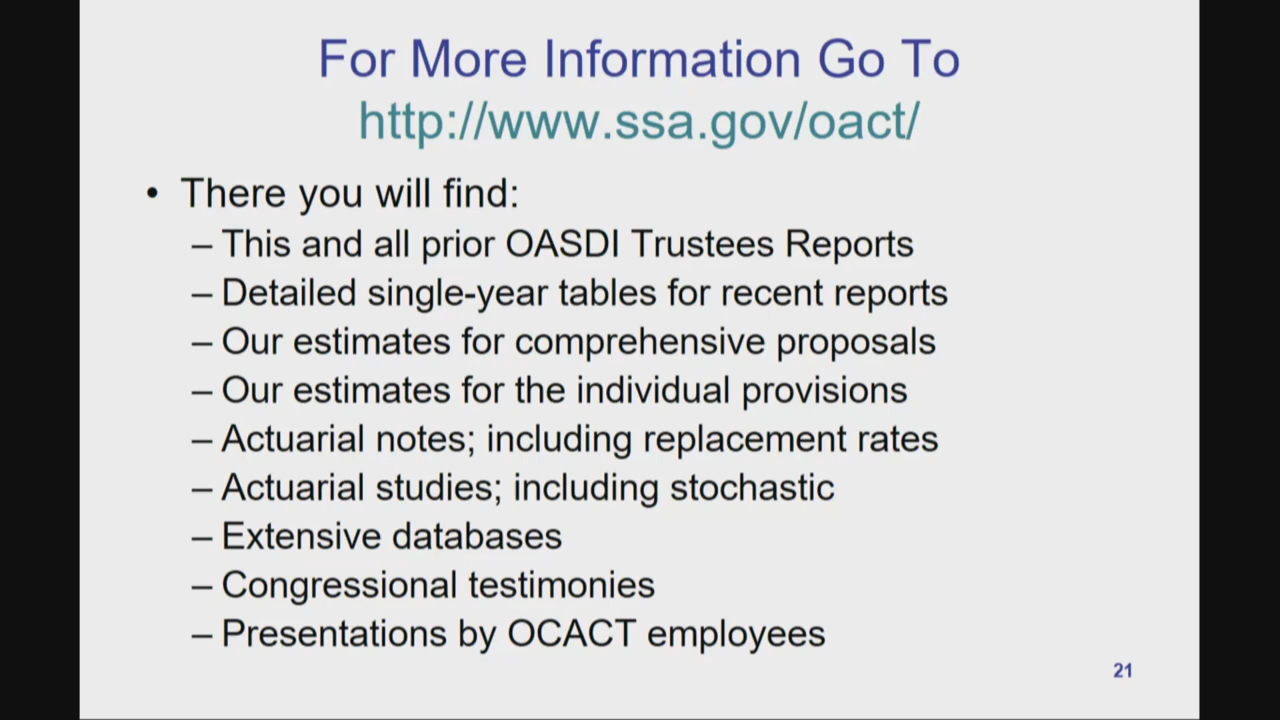 For More Information Go To
http://www.ssa.gov/oact/
• There you will find:
– This and all prior OASDI Trustees Reports
– Detailed single-year tables for recent reports
– Our estimates for comprehensive proposals
– Our estimates for the individual provisions
– Actuarial notes; including replacement rates
– Actuarial studies; including stochastic
– Extensive databases
– Congressional testimonies
– Presentations by OCACT employees
21